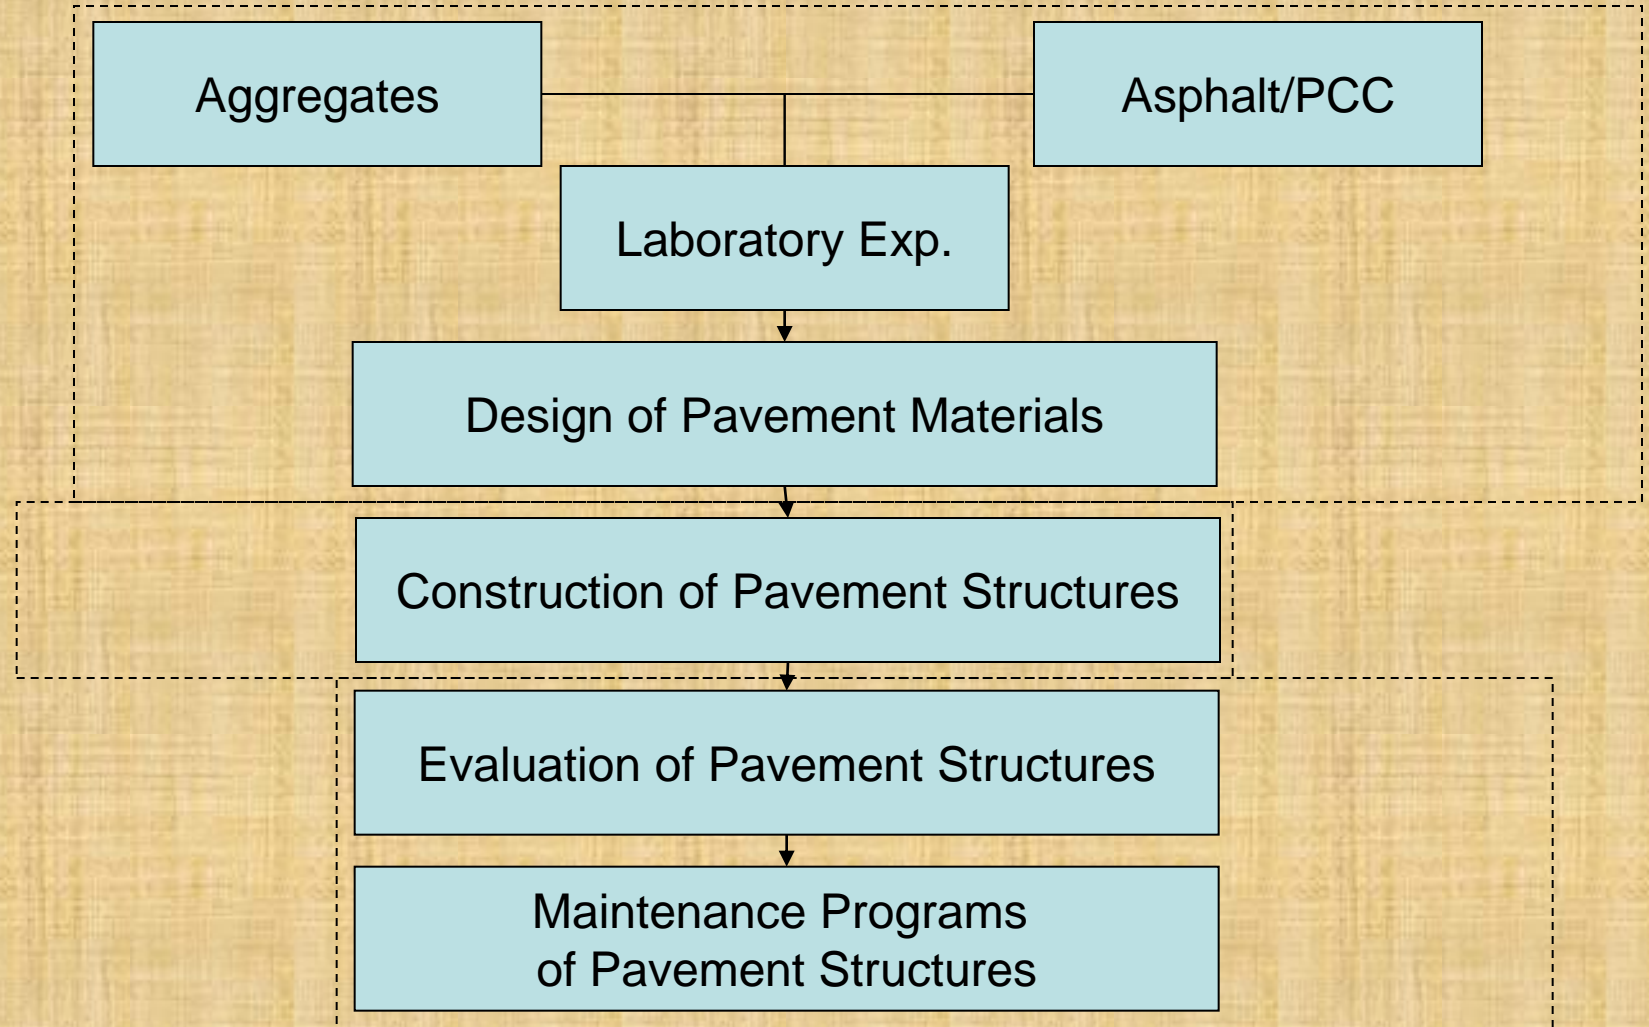 Aggregates
Asphalt/PCC
Laboratory Exp.
Design of Pavement Materials
Construction of Pavement Structures
Evaluation of Pavement Structures
Maintenance Programs
of Pavement Structures